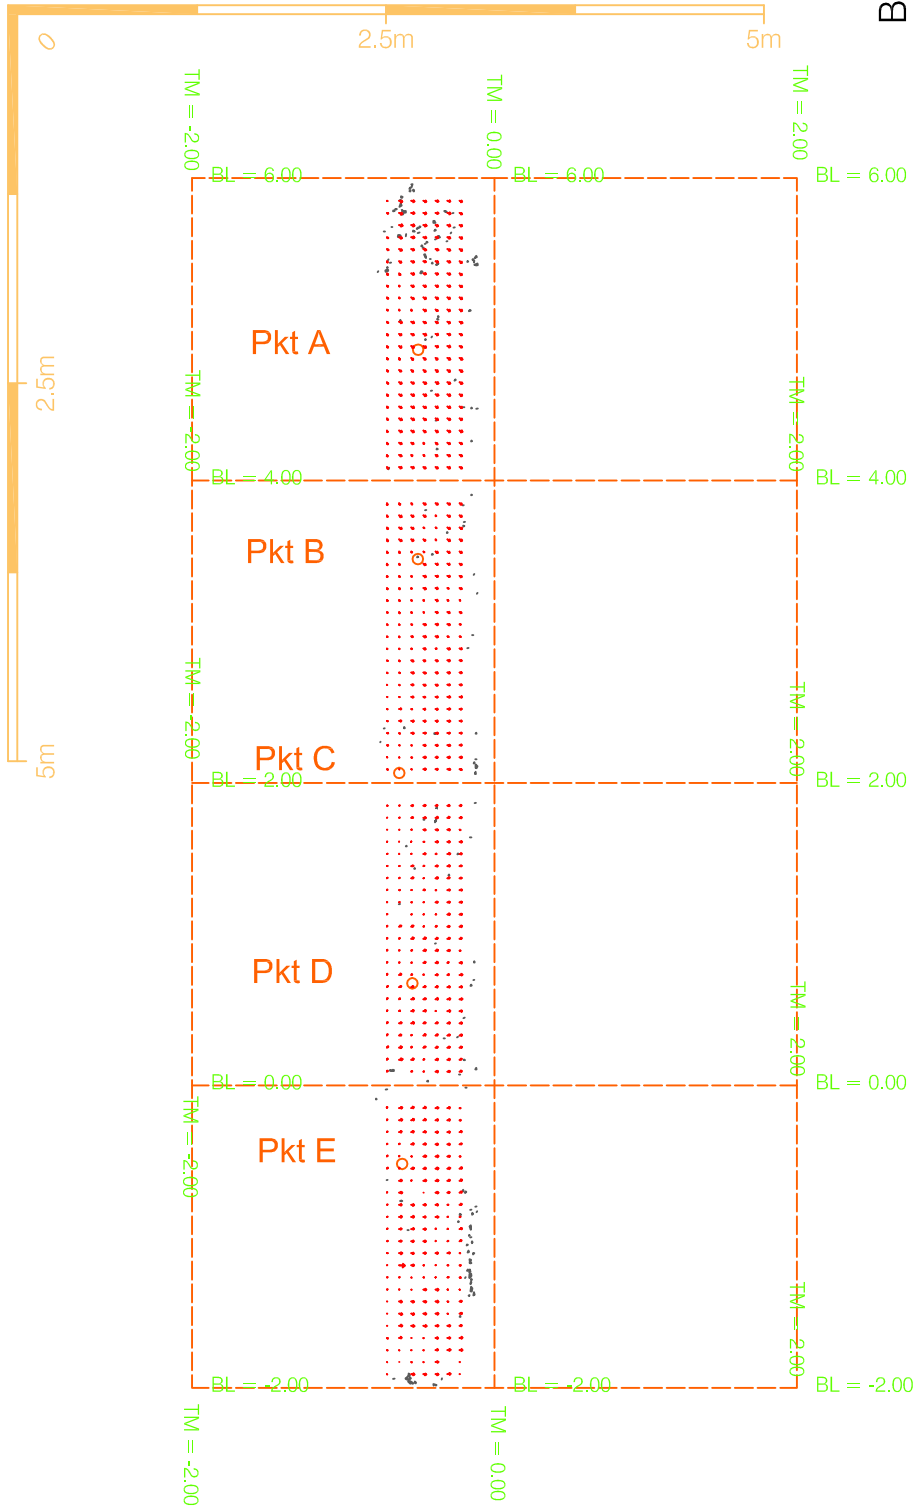 B
0
2.5m
5m
TM = -2.00
TM = 0.00
TM = 2.00
BL = 6.00
BL = 6.00
BL = 6.00
Pkt A
2.5m
TM = -2.00
TM = 2.00
BL = 4.00
BL = 4.00
Pkt B
TM = -2.00
TM = 2.00
5m
Pkt C
BL = 2.00
BL = 2.00
Pkt D
TM = 2.00
BL = 0.00
BL = 0.00
TM = -2.00
Pkt E
TM = 2.00
BL = -2.00
BL = -2.00
BL = -2.00
TM = -2.00
TM = 0.00